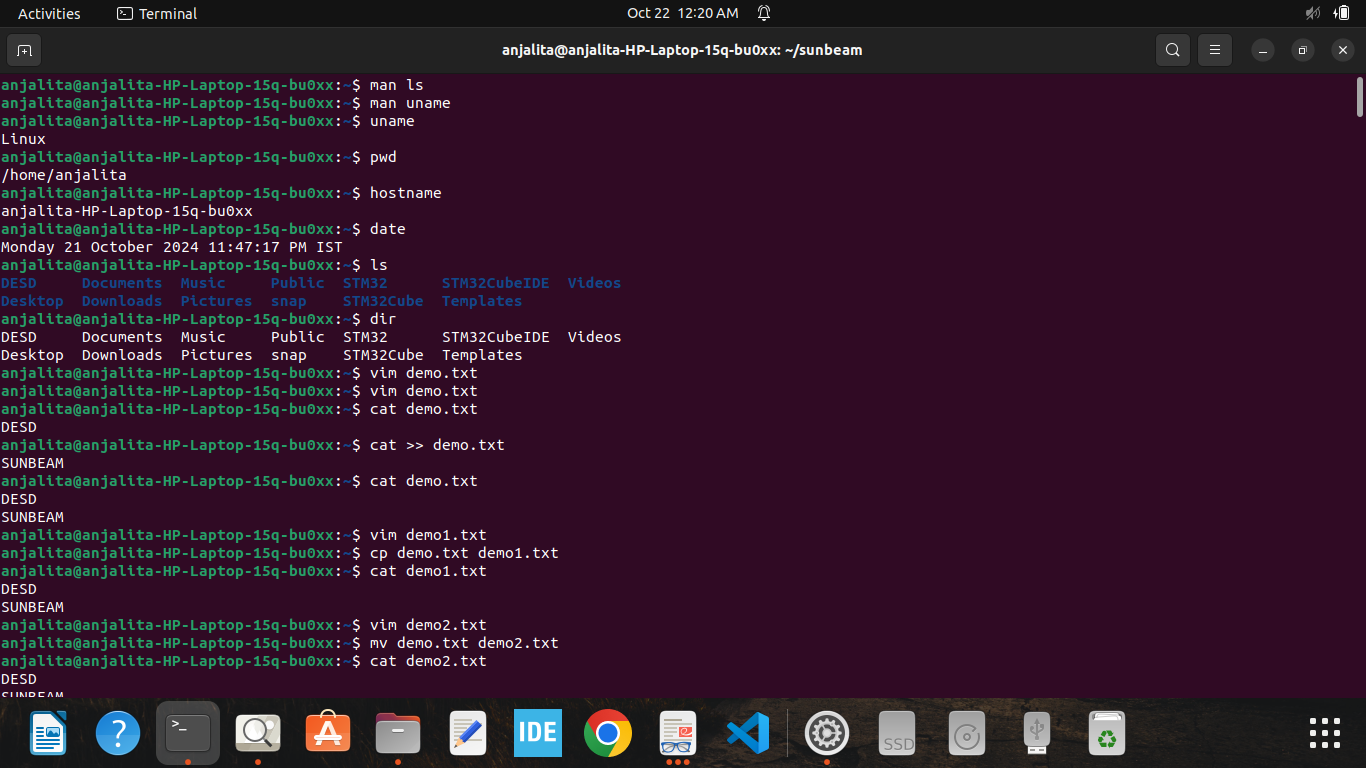 Activities Terminal Oct 22 12:20 AM
anjalita@anjalita-HP-Laptop-15q-bu0xx: ~/sunbeam
anjalita@anjalita-HP-Laptop-15q-bu0xx:~$ man ls
anjalita@anjalita-HP-Laptop-15q-bu0xx:~$ man uname
anjalita@anjalita-HP-Laptop-15q-bu0xx:~$ uname
Linux
anjalita@anjalita-HP-Laptop-15q-bu0xx:~$ pwd
/home/anjalita
anjalita@anjalita-HP-Laptop-15q-bu0xx:~$ hostname
anjalita-HP-Laptop-15q-bu0xx
anjalita@anjalita-HP-Laptop-15q-bu0xx:~$ date
Monday 21 October 2024 11:47:17 PM IST
anjalita@anjalita-HP-Laptop-15q-bu0xx:~$ ls
DESD     Documents  Music     Public  STM32      STM32CubeIDE  Videos
Desktop  Downloads  Pictures  snap    STM32Cube  Templates
anjalita@anjalita-HP-Laptop-15q-bu0xx:~$ dir
DESD     Documents  Music     Public  STM32      STM32CubeIDE  Videos
Desktop  Downloads  Pictures  snap    STM32Cube  Templates
anjalita@anjalita-HP-Laptop-15q-bu0xx:~$ vim demo.txt
anjalita@anjalita-HP-Laptop-15q-bu0xx:~$ vim demo.txt
anjalita@anjalita-HP-Laptop-15q-bu0xx:~$ cat demo.txt
DESD
anjalita@anjalita-HP-Laptop-15q-bu0xx:~$ cat >> demo.txt
SUNBEAM
anjalita@anjalita-HP-Laptop-15q-bu0xx:~$ cat demo.txt
DESD
SUNBEAM
anjalita@anjalita-HP-Laptop-15q-bu0xx:~$ vim demo1.txt
anjalita@anjalita-HP-Laptop-15q-bu0xx:~$ cp demo.txt demo1.txt
anjalita@anjalita-HP-Laptop-15q-bu0xx:~$ cat demo1.txt
DESD
SUNBEAM
anjalita@anjalita-HP-Laptop-15q-bu0xx:~$ vim demo2.txt
anjalita@anjalita-HP-Laptop-15q-bu0xx:~$ mv demo.txt demo2.txt
anjalita@anjalita-HP-Laptop-15q-bu0xx:~$ cat demo2.txt
DESD
SUNBEAM
IDE
SSD